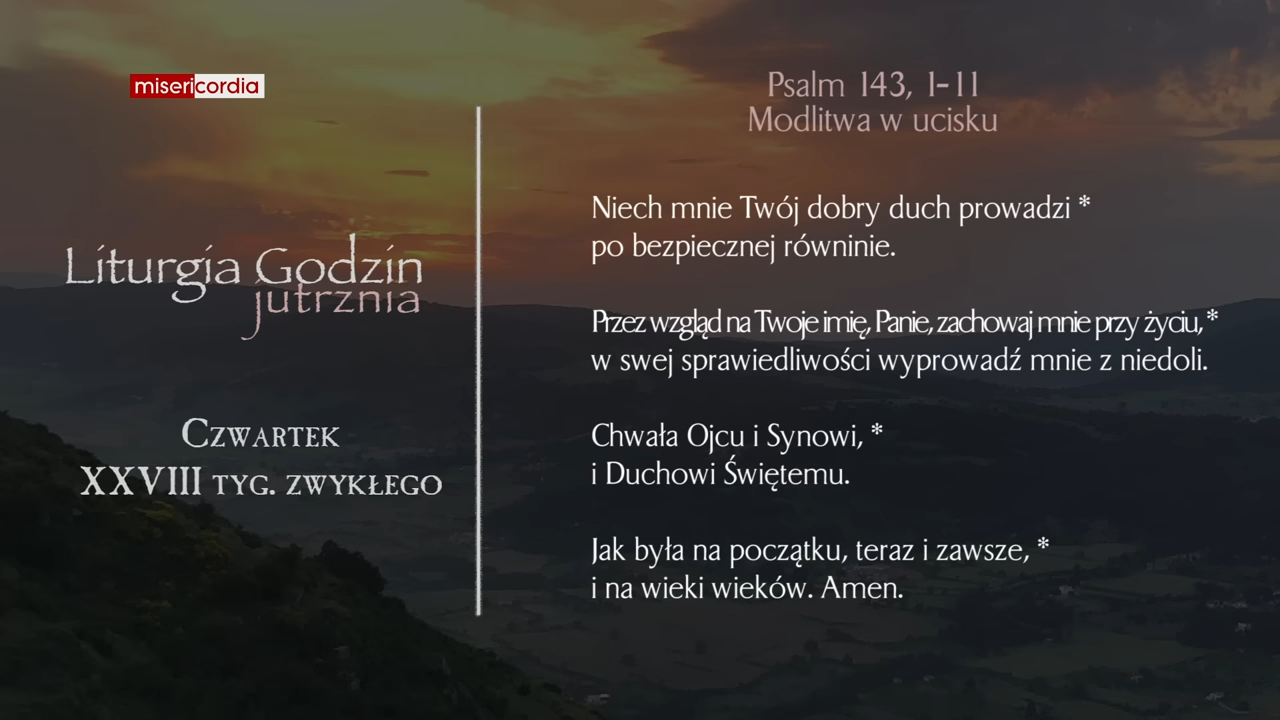 misericordia
Liturgia Godzin
jutrznia
Czwartek
XXVIII tyg. zwykłego
Psalm 143, 1-11
Modlitwa w ucisku
Niech mnie Twój dobry duch prowadzi *
po bezpiecznej równinie.
Przez wzgląd na Twoje imię, Panie, zachowaj mnie przy życiu, *
w swej sprawiedliwości wyprowadź mnie z niedoli.
Chwała Ojcu i Synowi, *
i Duchowi Świętemu.
Jak była na początku, teraz i zawsze, *
i na wieki wieków. Amen.